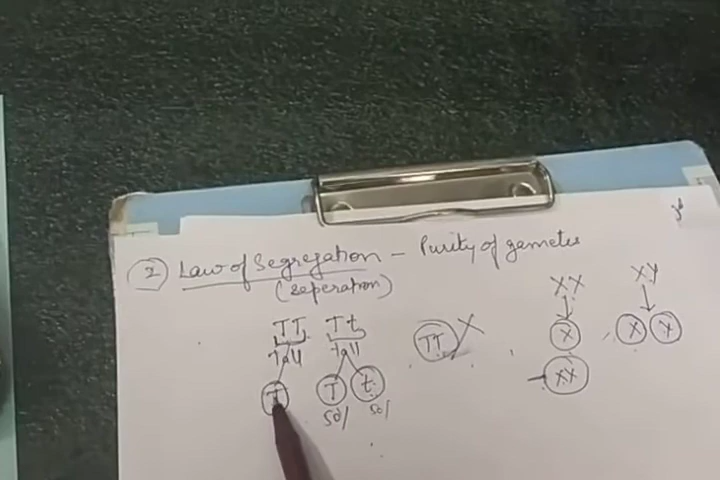 2 Law of Segregation - Purity of gametes
(seperation)
TT Tt TT X XX XY
Tall Tall X X X
T T t XX
50/ 50/